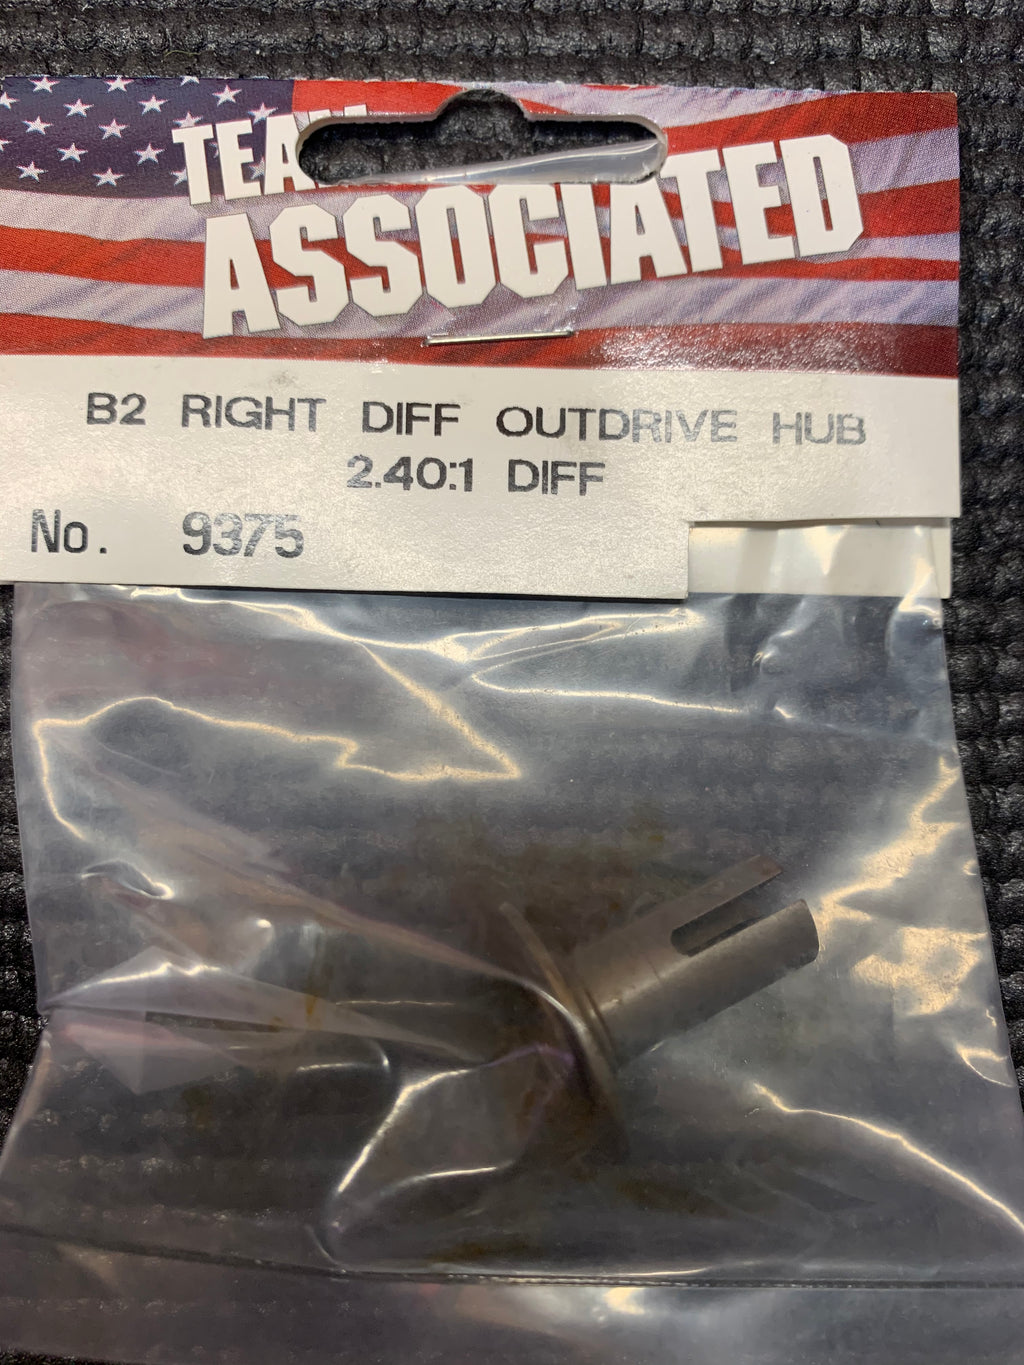 TEAM
ASSOCIATED
B2 RIGHT DIFF OUTDRIVE HUB
2.40:1 DIFF
No. 9375